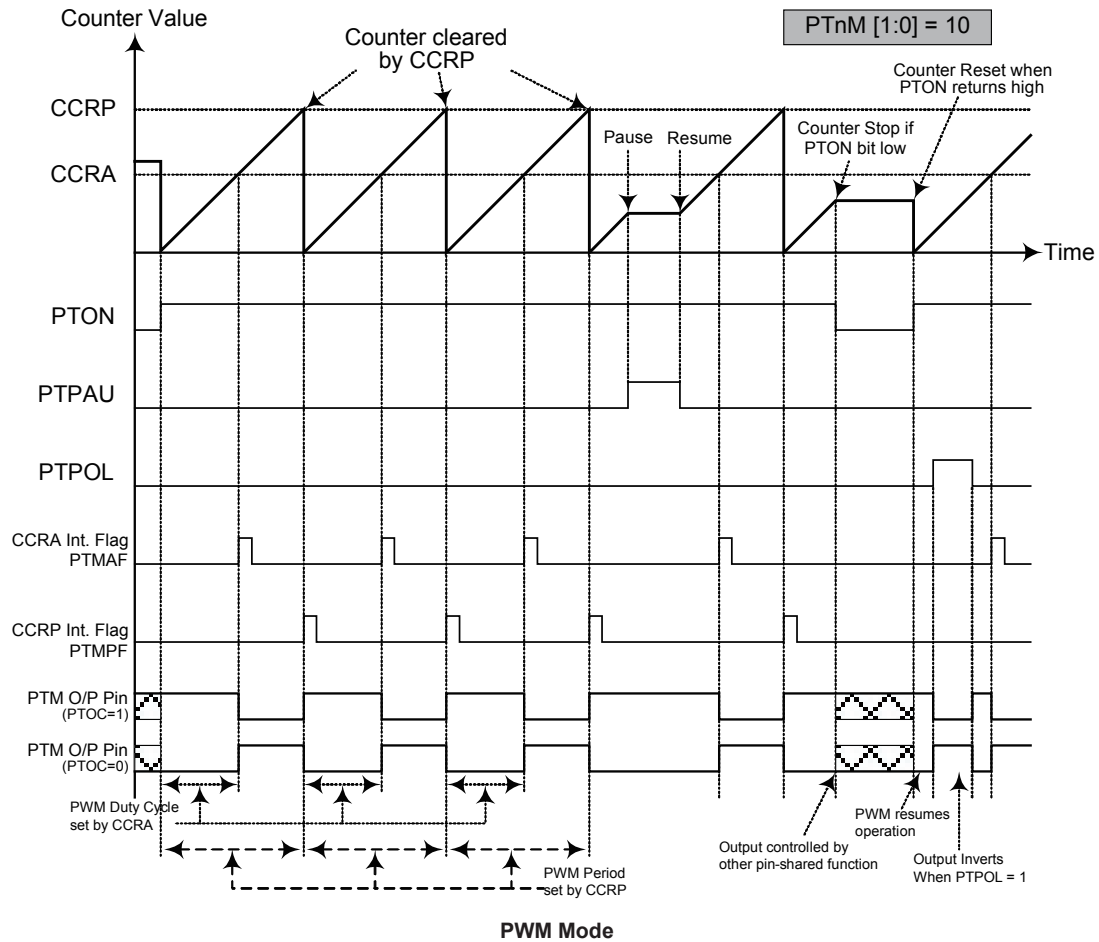 Counter Value
PTnM [1:0] = 10
Counter cleared
by CCRP
Counter Reset when
PTON returns high
CCRP
Pause
Resume
Counter Stop if
PTON bit low
CCRA
Time
PTON
PTPAU
PTPOL
CCRA Int. Flag
PTMAF
CCRP Int. Flag
PTMPF
PTM O/P Pin
(PTOC=1)
PTM O/P Pin
(PTOC=0)
PWM Duty Cycle
set by CCRA
PWM resumes
operation
Output controlled by
other pin-shared function
Output Inverts
When PTPOL = 1
PWM Period
set by CCRP
PWM Mode